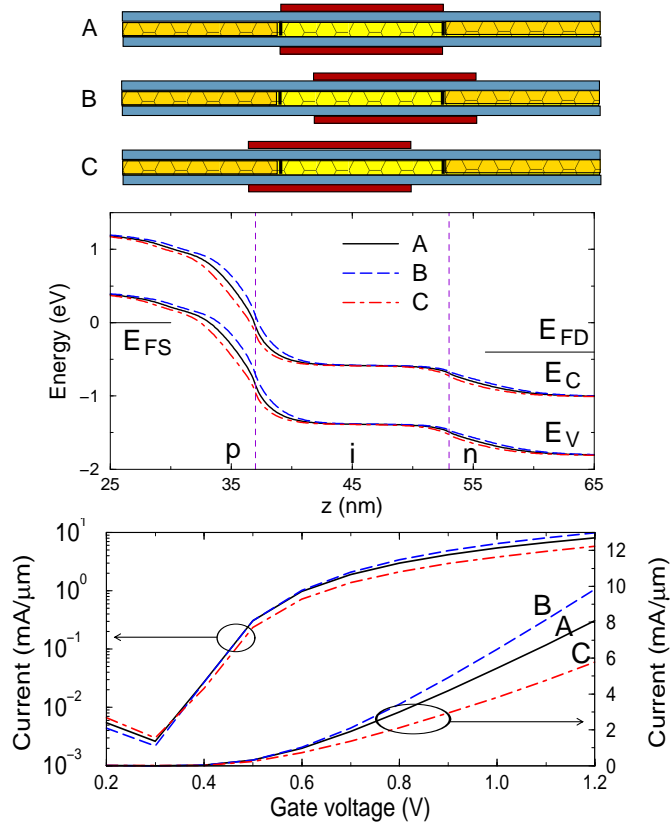 A
B
C
Energy (eV)
1
0
−1
−2
A
B
C
E_FS
E_FD
E_C
E_V
p
i
n
25
35
45
55
65
z (nm)
Current (mA/μm)
10^1
10^0
10^-1
10^-2
10^-3
B
A
C
12
10
8
6
4
2
0
Current (mA/μm)
0.2
0.4
0.6
0.8
1.0
1.2
Gate voltage (V)